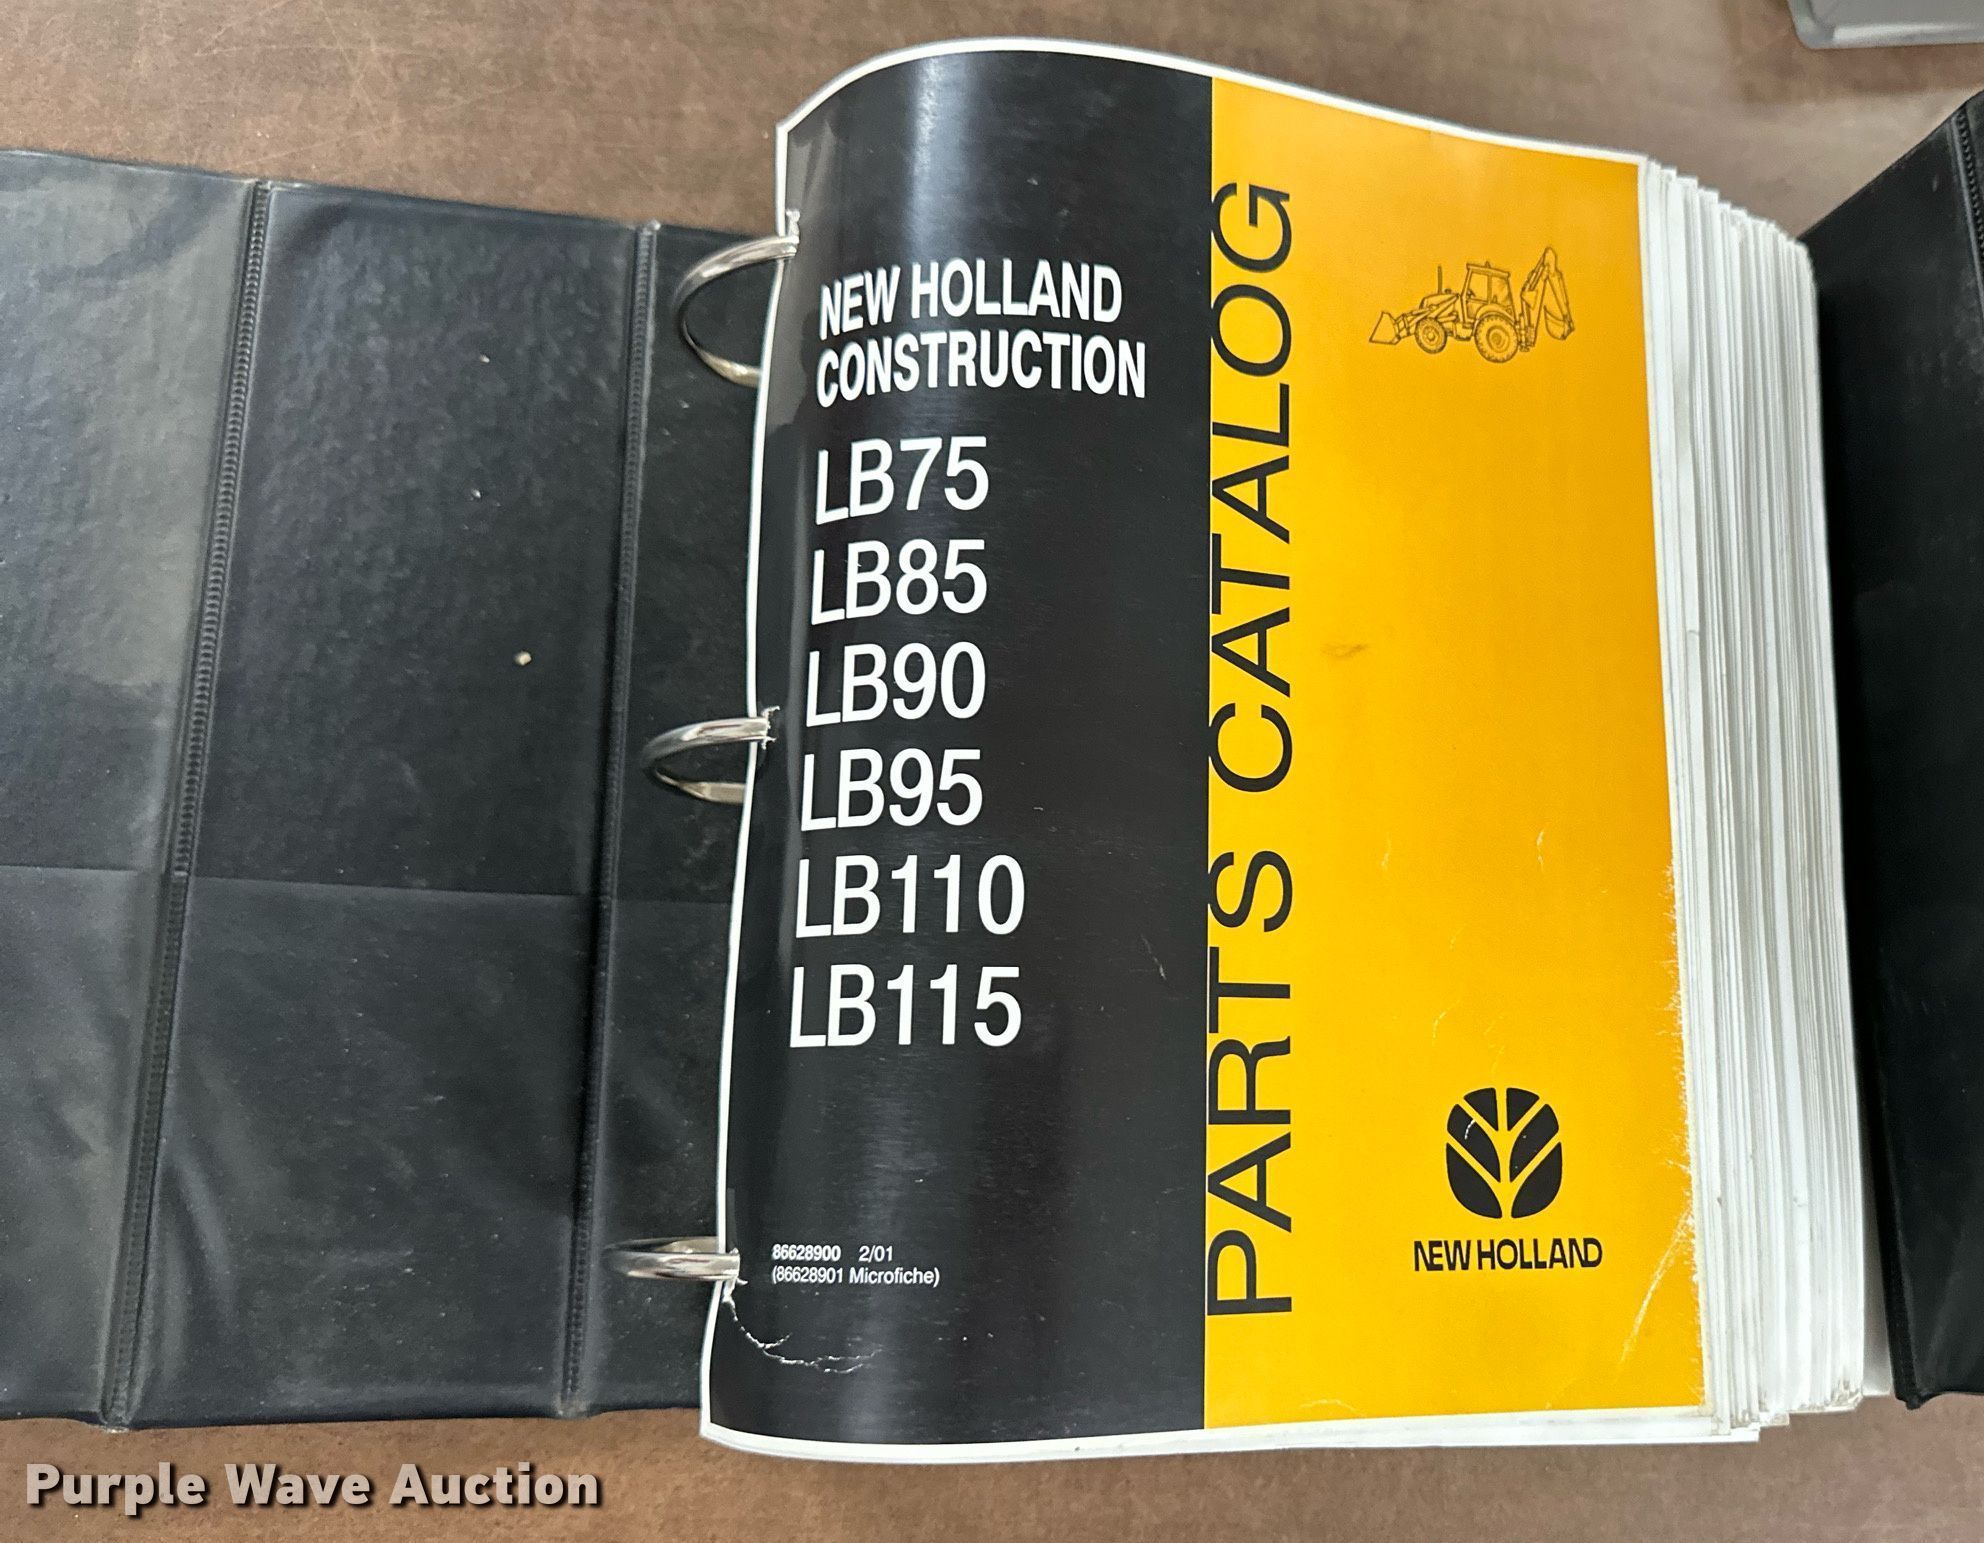 NEW HOLLAND
CONSTRUCTION
LB75
LB85
LB90
LB95
LB110
LB115
86628900 2/01
(86628901 Microfiche)
PARTS CATALOG
NEW HOLLAND
Purple Wave Auction